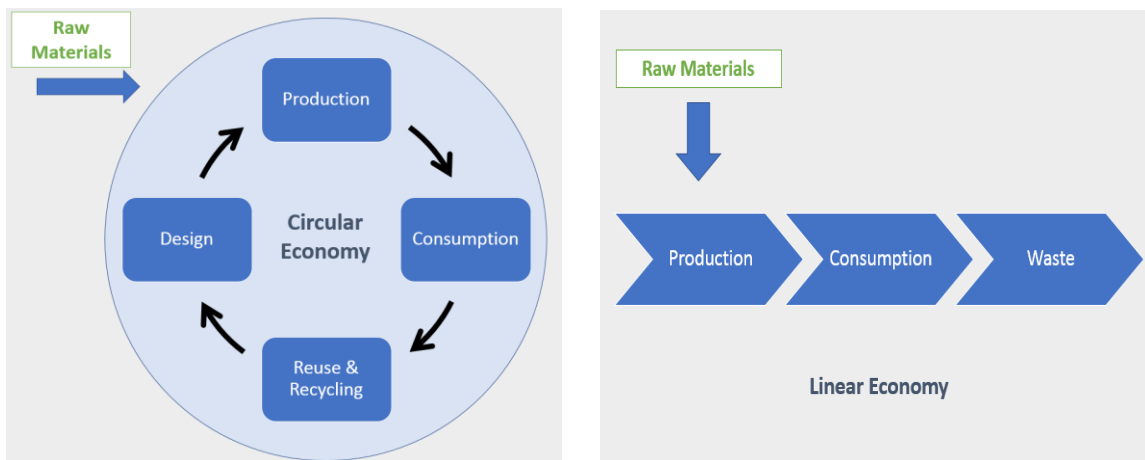 Raw
Materials
Production
Design
Circular
Economy
Consumption
Reuse &
Recycling
Raw Materials
Production
Consumption
Waste
Linear Economy